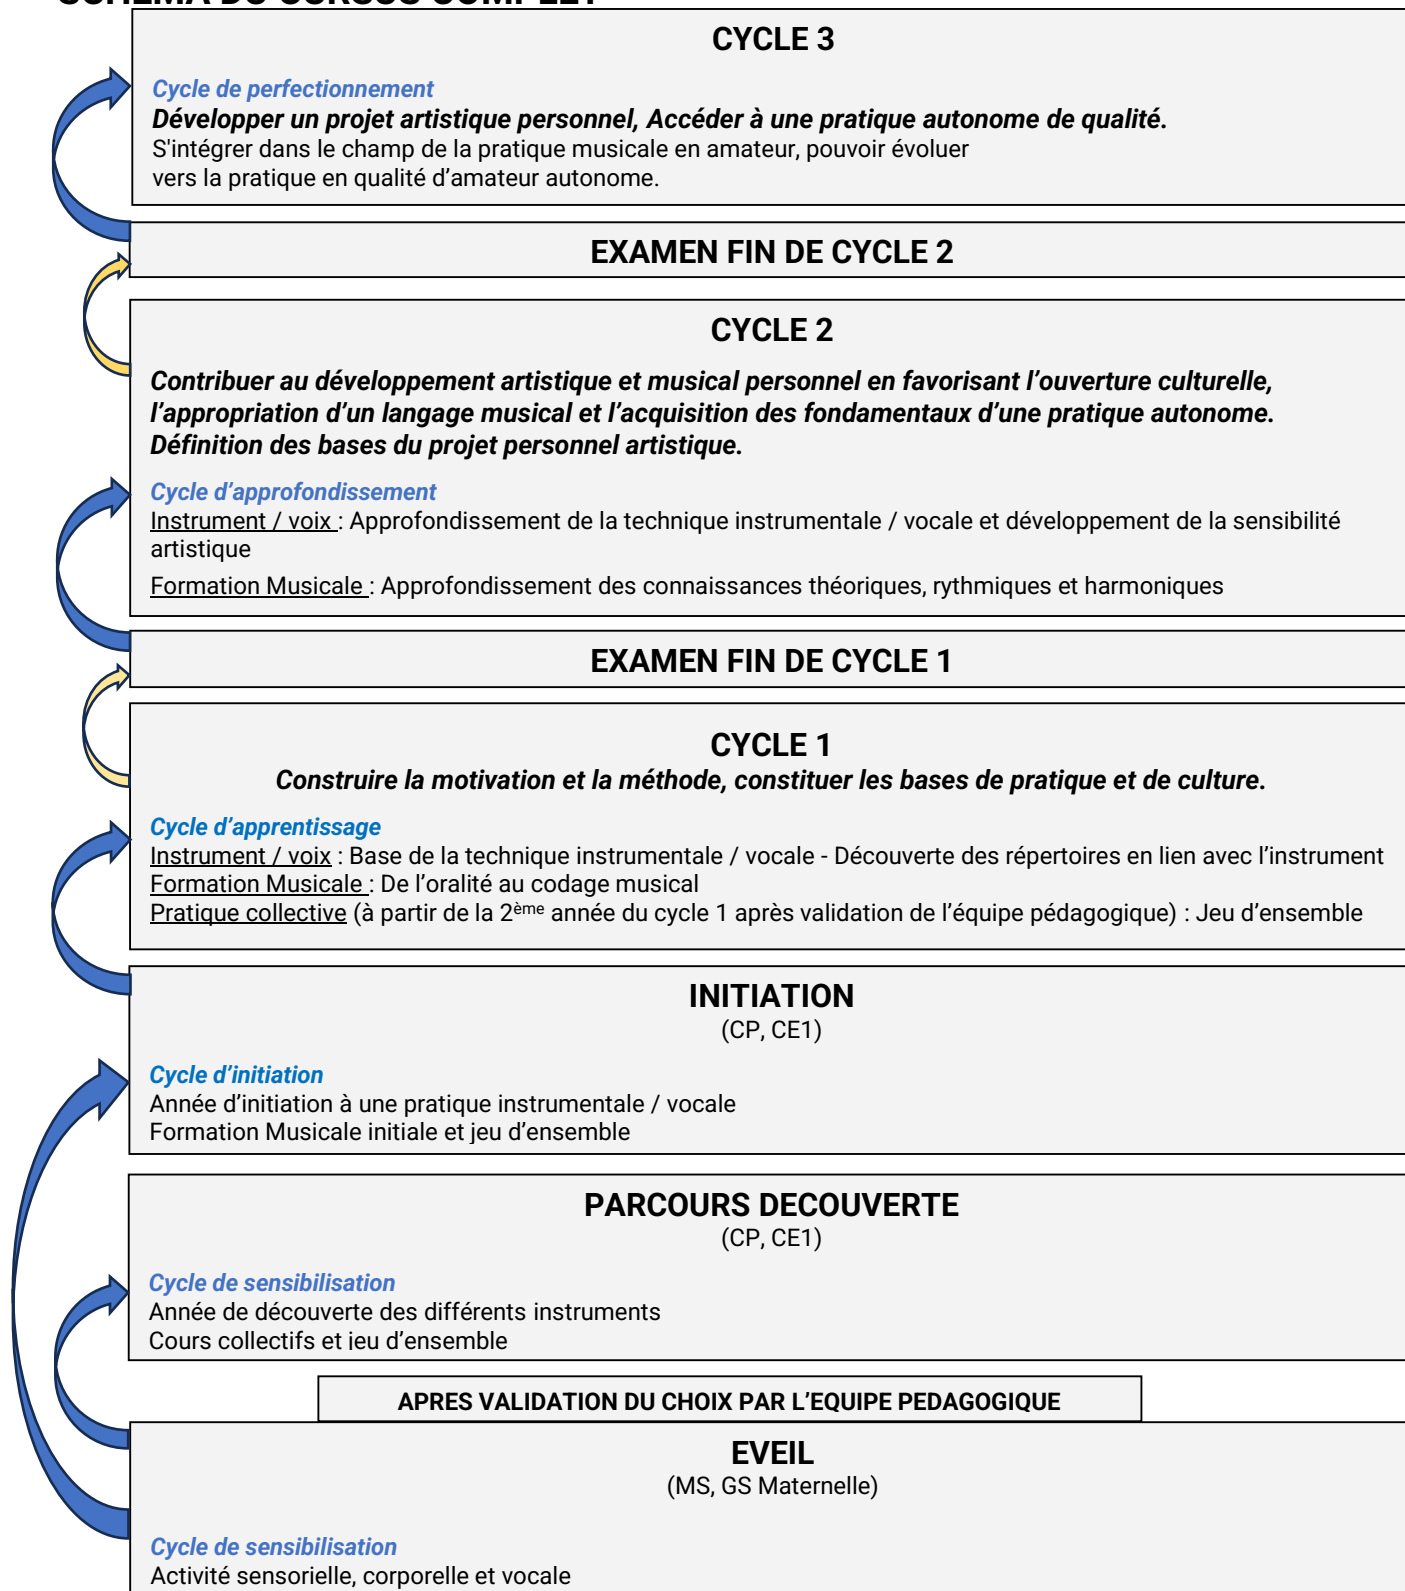 SCHEMA DU CURSUS COMPLET
CYCLE 3
Cycle de perfectionnement
Développer un projet artistique personnel, Accéder à une pratique autonome de qualité.
S'intégrer dans le champ de la pratique musicale en amateur, pouvoir évoluer
vers la pratique en qualité d’amateur autonome.
EXAMEN FIN DE CYCLE 2
CYCLE 2
Contribuer au développement artistique et musical personnel en favorisant l’ouverture culturelle,
l’appropriation d’un langage musical et l’acquisition des fondamentaux d’une pratique autonome.
Définition des bases du projet personnel artistique.
Cycle d’approfondissement
Instrument / voix : Approfondissement de la technique instrumentale / vocale et développement de la sensibilité
artistique
Formation Musicale : Approfondissement des connaissances théoriques, rythmiques et harmoniques
EXAMEN FIN DE CYCLE 1
CYCLE 1
Construire la motivation et la méthode, constituer les bases de pratique et de culture.
Cycle d’apprentissage
Instrument / voix : Base de la technique instrumentale / vocale - Découverte des répertoires en lien avec l’instrument
Formation Musicale : De l’oralité au codage musical
Pratique collective (à partir de la 2ème année du cycle 1 après validation de l’équipe pédagogique) : Jeu d’ensemble
INITIATION
(CP, CE1)
Cycle d’initiation
Année d’initiation à une pratique instrumentale / vocale
Formation Musicale initiale et jeu d’ensemble
PARCOURS DECOUVERTE
(CP, CE1)
Cycle de sensibilisation
Année de découverte des différents instruments
Cours collectifs et jeu d’ensemble
APRES VALIDATION DU CHOIX PAR L’EQUIPE PEDAGOGIQUE
EVEIL
(MS, GS Maternelle)
Cycle de sensibilisation
Activité sensorielle, corporelle et vocale